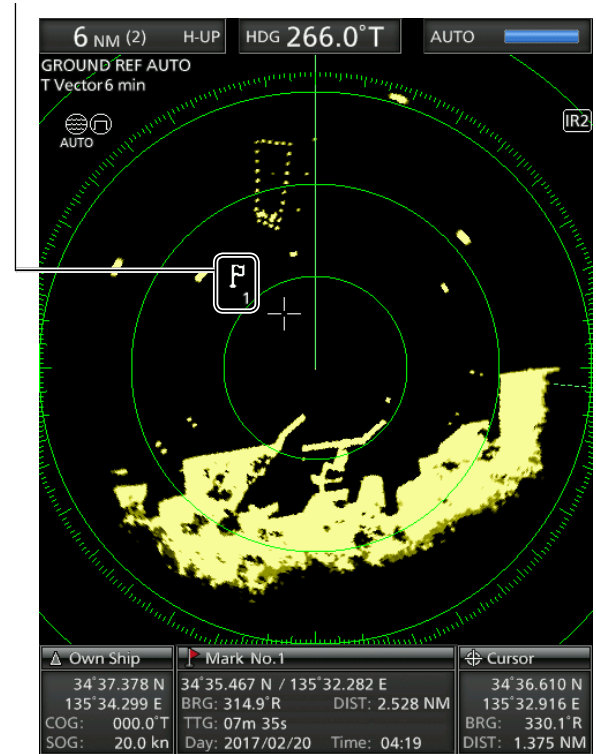 6 NM (2) H-UP HDG 266.0°T AUTO
GROUND REF AUTO
T Vector 6 min
IR2
AUTO
1
Own Ship
34°37.378 N
135°34.299 E
COG: 000.0°T
SOG: 20.0 kn
Mark No.1
34°35.467 N / 135°32.282 E
BRG: 314.9°R DIST: 2.528 NM
TTG: 07m 35s
Day: 2017/02/20 Time: 04:19
Cursor
34°36.610 N
135°32.916 E
BRG: 330.1°R
DIST: 1.375 NM